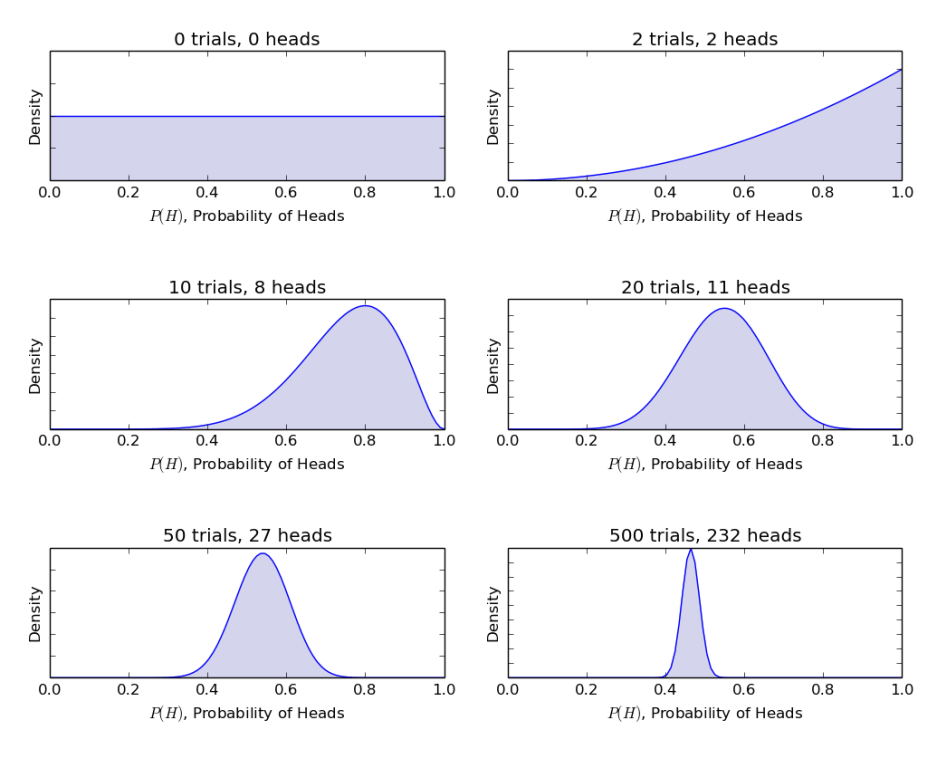 0 trials, 0 heads
Density
0.0 0.2 0.4 0.6 0.8 1.0
P(H), Probability of Heads
2 trials, 2 heads
0.0 0.2 0.4 0.6 0.8 1.0
P(H), Probability of Heads
10 trials, 8 heads
Density
0.0 0.2 0.4 0.6 0.8 1.0
P(H), Probability of Heads
20 trials, 11 heads
Density
0.0 0.2 0.4 0.6 0.8 1.0
P(H), Probability of Heads
50 trials, 27 heads
Density
0.0 0.2 0.4 0.6 0.8 1.0
P(H), Probability of Heads
500 trials, 232 heads
Density
0.0 0.2 0.4 0.6 0.8 1.0
P(H), Probability of Heads